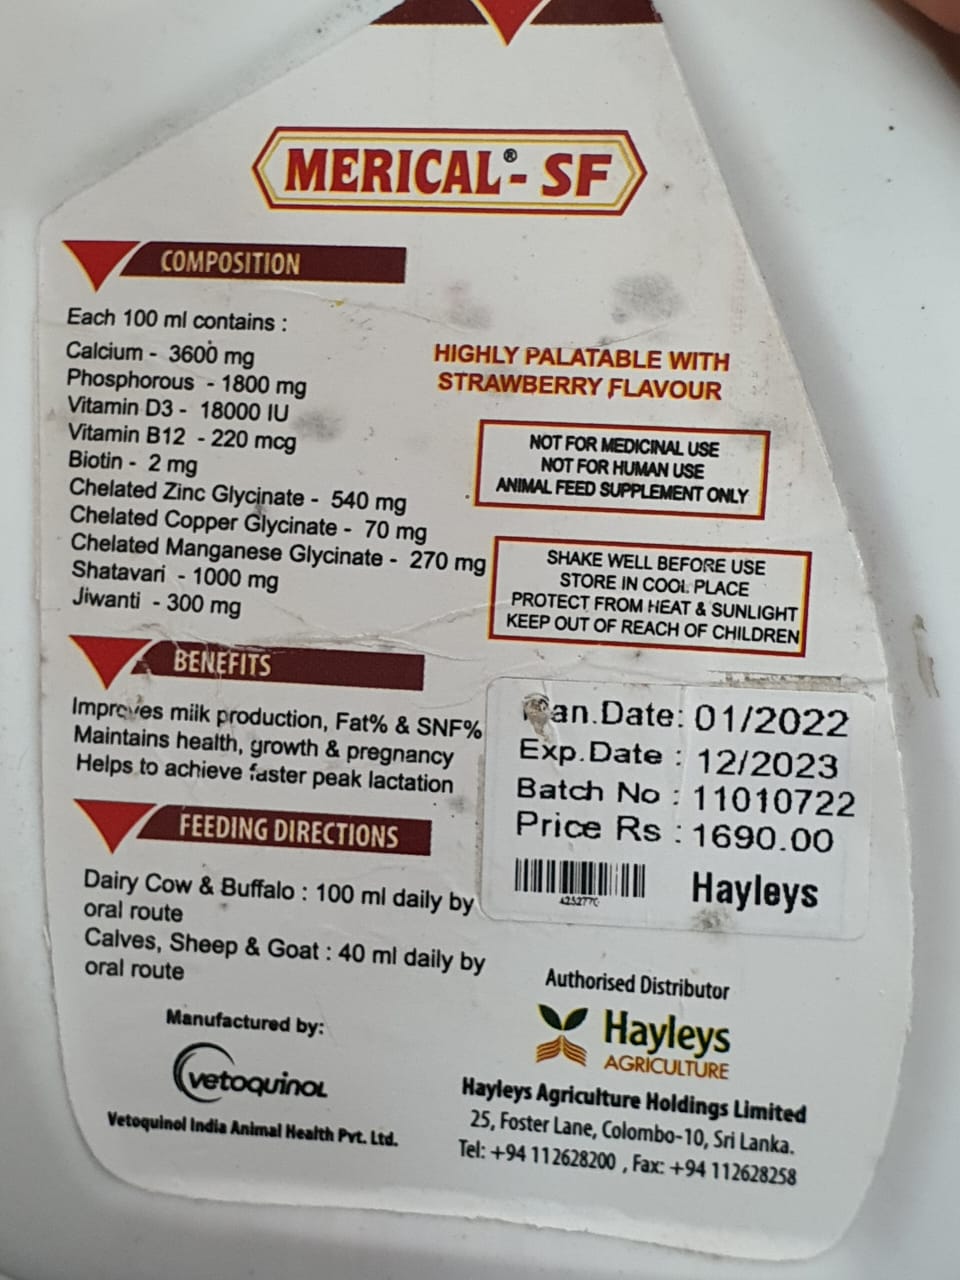 MERICAL®- SF
COMPOSITION
Each 100 ml contains :
Calcium - 3600 mg
Phosphorous - 1800 mg
Vitamin D3 - 18000 IU
Vitamin B12 - 220 mcg
Biotin - 2 mg
Chelated Zinc Glycinate - 540 mg
Chelated Copper Glycinate - 70 mg
Chelated Manganese Glycinate - 270 mg
Shatavari - 1000 mg
Jiwanti - 300 mg
HIGHLY PALATABLE WITH
STRAWBERRY FLAVOUR
NOT FOR MEDICINAL USE
NOT FOR HUMAN USE
ANIMAL FEED SUPPLEMENT ONLY
SHAKE WELL BEFORE USE
STORE IN COOL PLACE
PROTECT FROM HEAT & SUNLIGHT
KEEP OUT OF REACH OF CHILDREN
BENEFITS
Improves milk production, Fat% & SNF%
Maintains health, growth & pregnancy
Helps to achieve faster peak lactation
Man.Date: 01/2022
Exp.Date : 12/2023
Batch No : 11010722
Price Rs : 1690.00
Hayleys
FEEDING DIRECTIONS
Dairy Cow & Buffalo : 100 ml daily by
oral route
Calves, Sheep & Goat : 40 ml daily by
oral route
Manufactured by:
vetoquinol
Vetoquinol India Animal Health Pvt. Ltd.
Authorised Distributor
Hayleys
AGRICULTURE
Hayleys Agriculture Holdings Limited
25, Foster Lane, Colombo-10, Sri Lanka.
Tel: +94 112628200 , Fax: +94 112628258